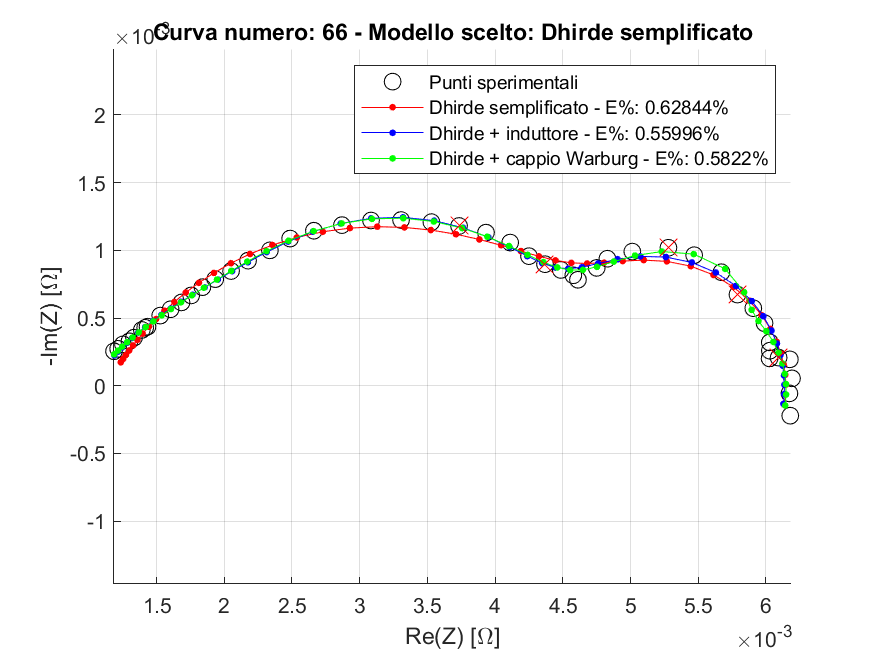 ×10-3
Curva numero: 66 - Modello scelto: Dhirde semplificato
Punti sperimentali
Dhirde semplificato - E%: 0.62844%
Dhirde + induttore - E%: 0.55996%
Dhirde + cappio Warburg - E%: 0.5822%
2
1.5
1
0.5
0
-0.5
-1
-Im(Z) [Ω]
1.5 2 2.5 3 3.5 4 4.5 5 5.5 6
Re(Z) [Ω]
×10-3